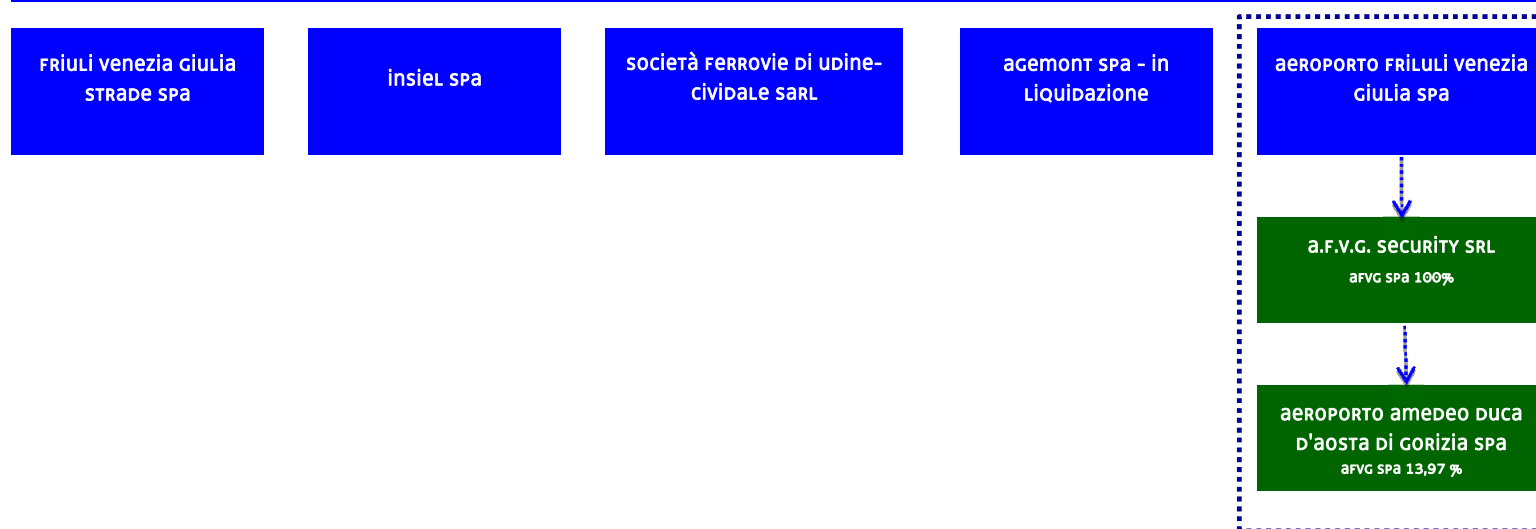 FRiuLi venezia GiuLia
STRaDe SPa
insieL SPa
SOCieTà FeRROvie Di uDine-
CiviDaLe SaRL
aGemOnT SPa - in
LiQuiDaziOne
aeROPORTO FRiLuLi venezia
GiuLia SPa
a.F.V.G. SeCuRiTY SRL
aFVG SPa 100%
aeROPORTO ameDeO DuCa
D'aOSTa Di GORizia SPa
aFVG SPa 13,97 %